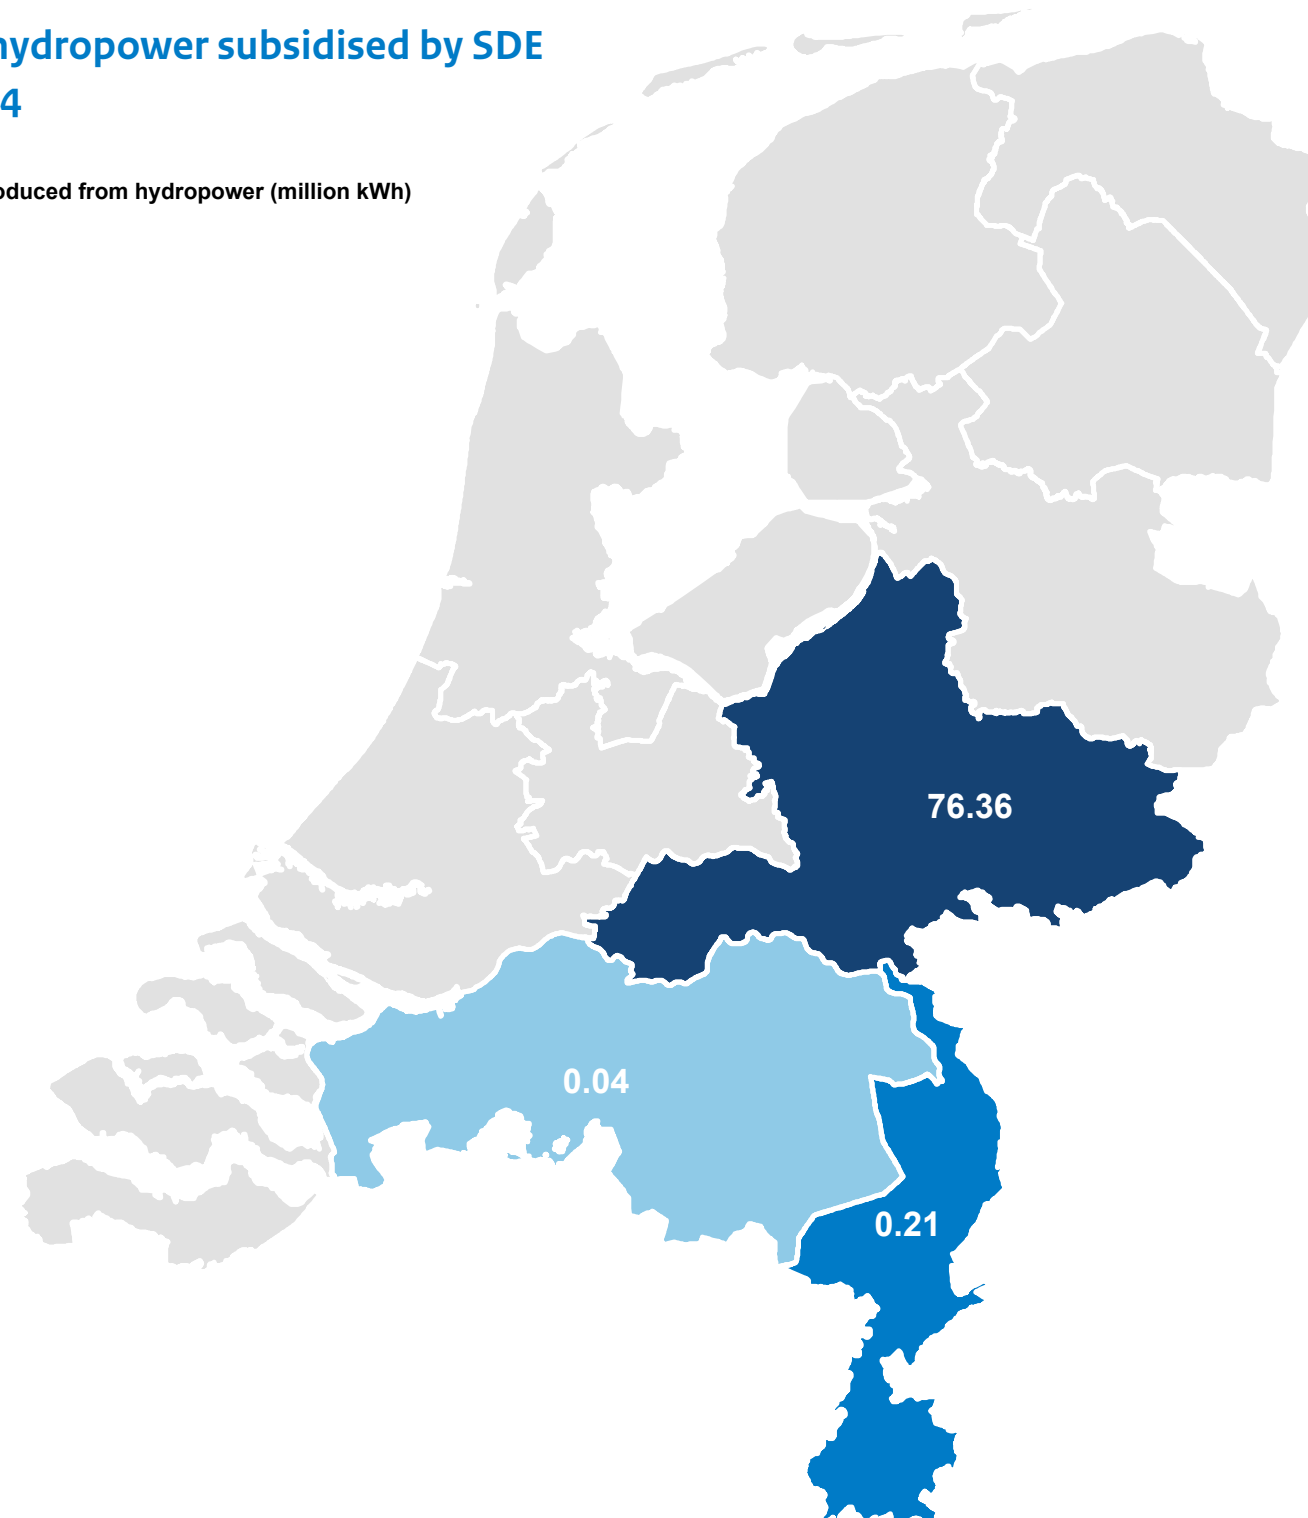 hydropower subsidised by SDE
4
oduced from hydropower (million kWh)
76.36
0.04
0.21